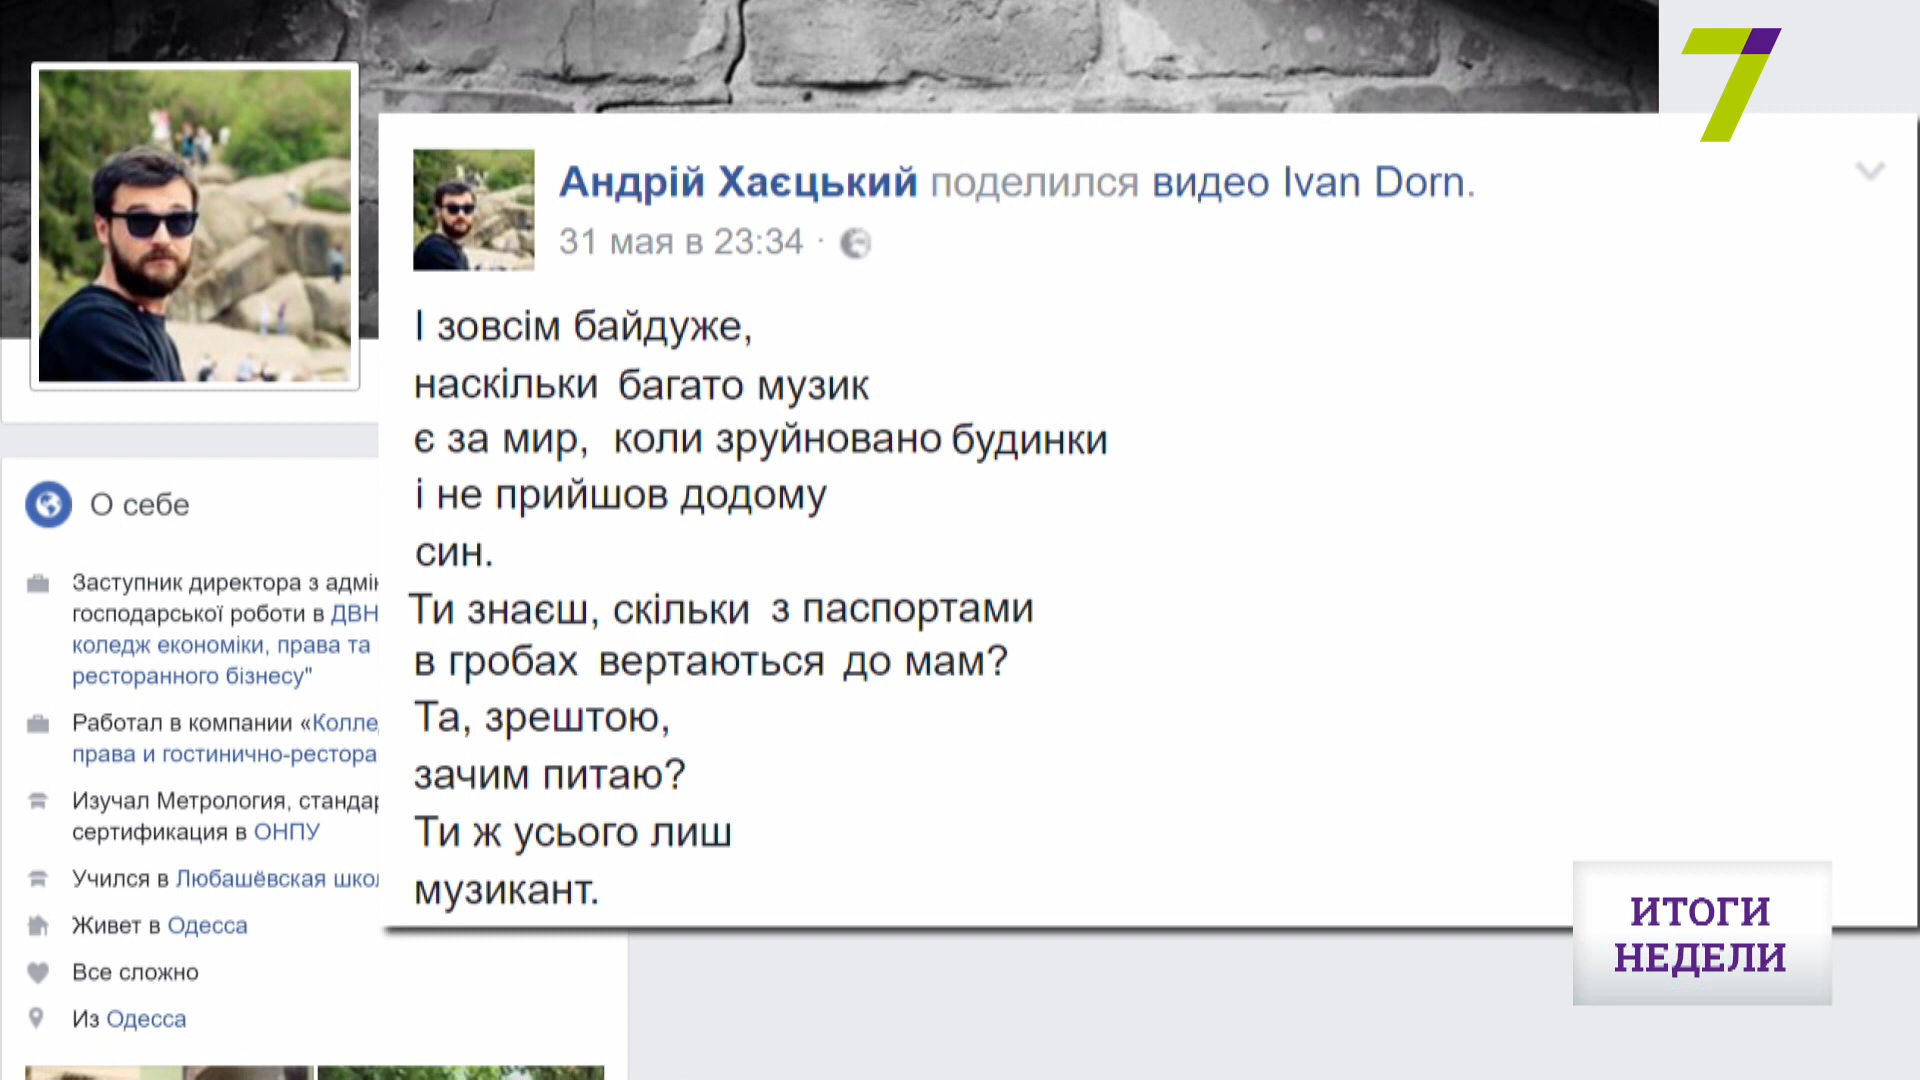 7
Андрій Хаєцький поделился видео Ivan Dorn.
31 мая в 23:34 ·
І зовсім байдуже,
наскільки багато музик
є за мир, коли зруйновано будинки
і не прийшов додому
син.
Ти знаєш, скільки з паспортами
в гробах вертаються до мам?
Та, зрештою,
зачим питаю?
Ти ж усього лиш
музикант.
О себе
Заступник директора з адмін
господарської роботи в ДВН
коледж економіки, права та
ресторанного бізнесу"
Работал в компании «Колле
права и гостинично-рестора
Изучал Метрология, стандар
сертификация в ОНПУ
Учился в Любашёвская шко
Живет в Одесса
Все сложно
Из Одесса
ИТОГИ
НЕДЕЛИ